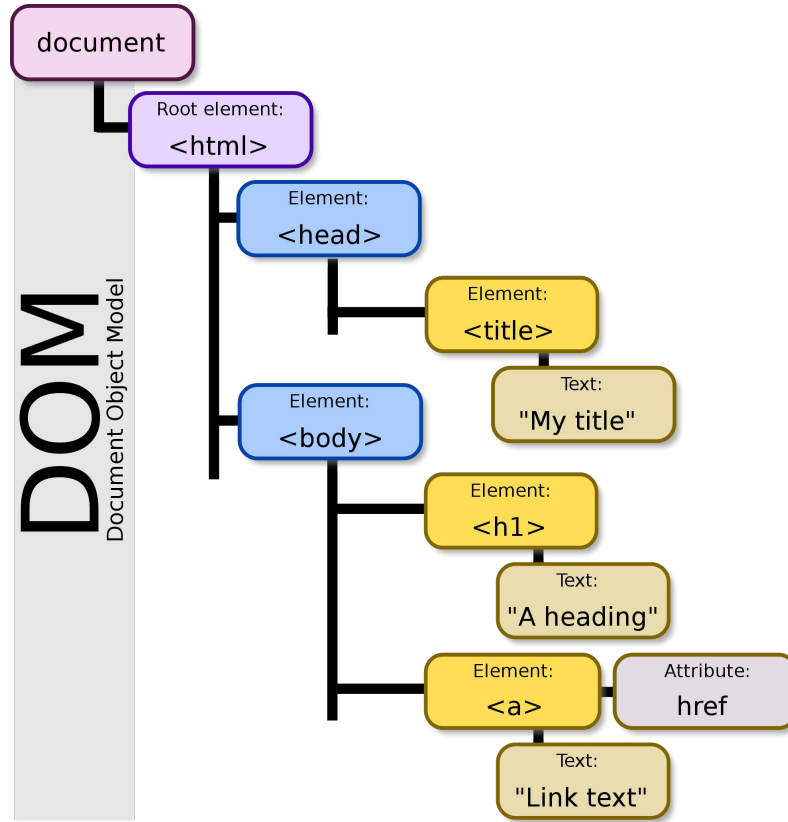 document
Root element:
<html>
Element:
<head>
Element:
<title>
Text:
"My title"
Element:
<body>
Element:
<h1>
Text:
"A heading"
Element:
<a>
Attribute:
href
Text:
"Link text"
DOM
Document Object Model